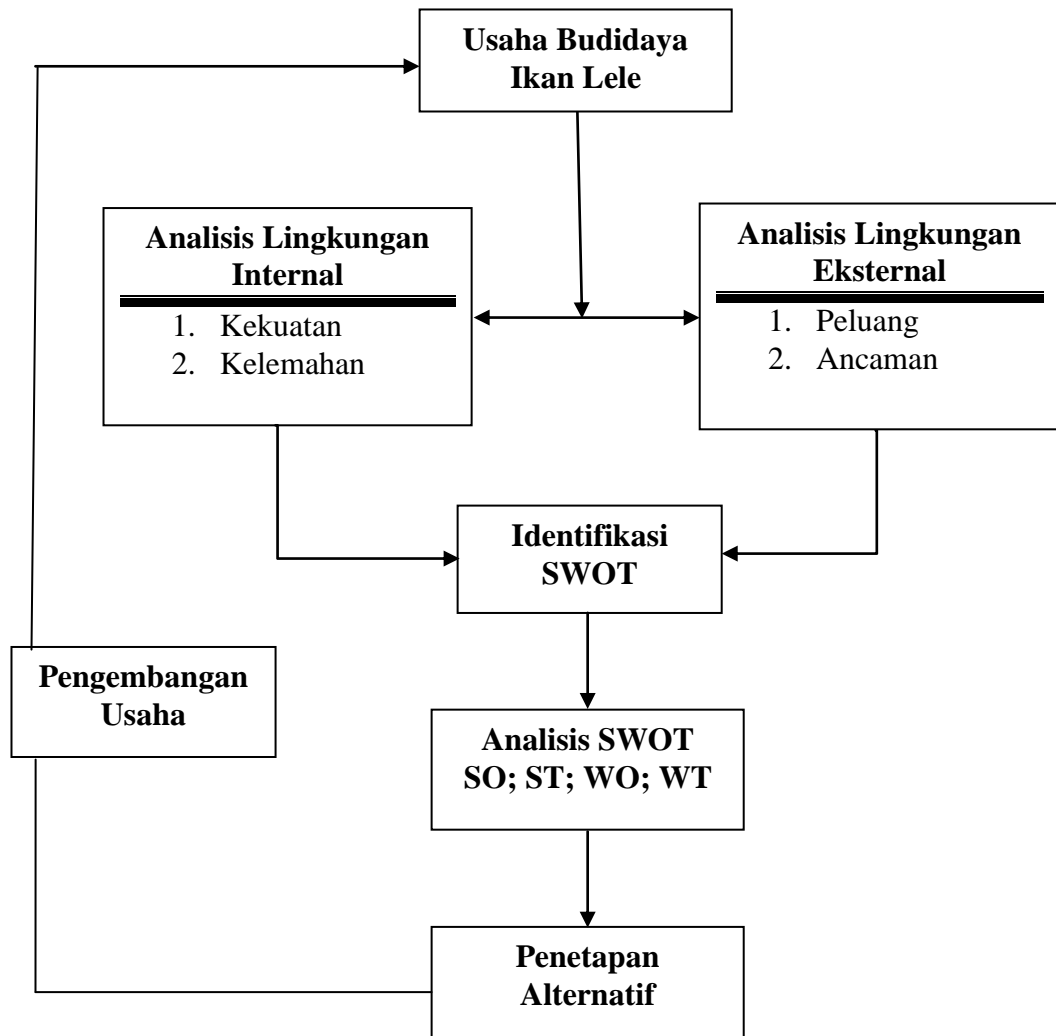 Usaha Budidaya
Ikan Lele
Analisis Lingkungan
Internal
1. Kekuatan
2. Kelemahan
Analisis Lingkungan
Eksternal
1. Peluang
2. Ancaman
Identifikasi
SWOT
Pengembangan
Usaha
Analisis SWOT
SO; ST; WO; WT
Penetapan
Alternatif